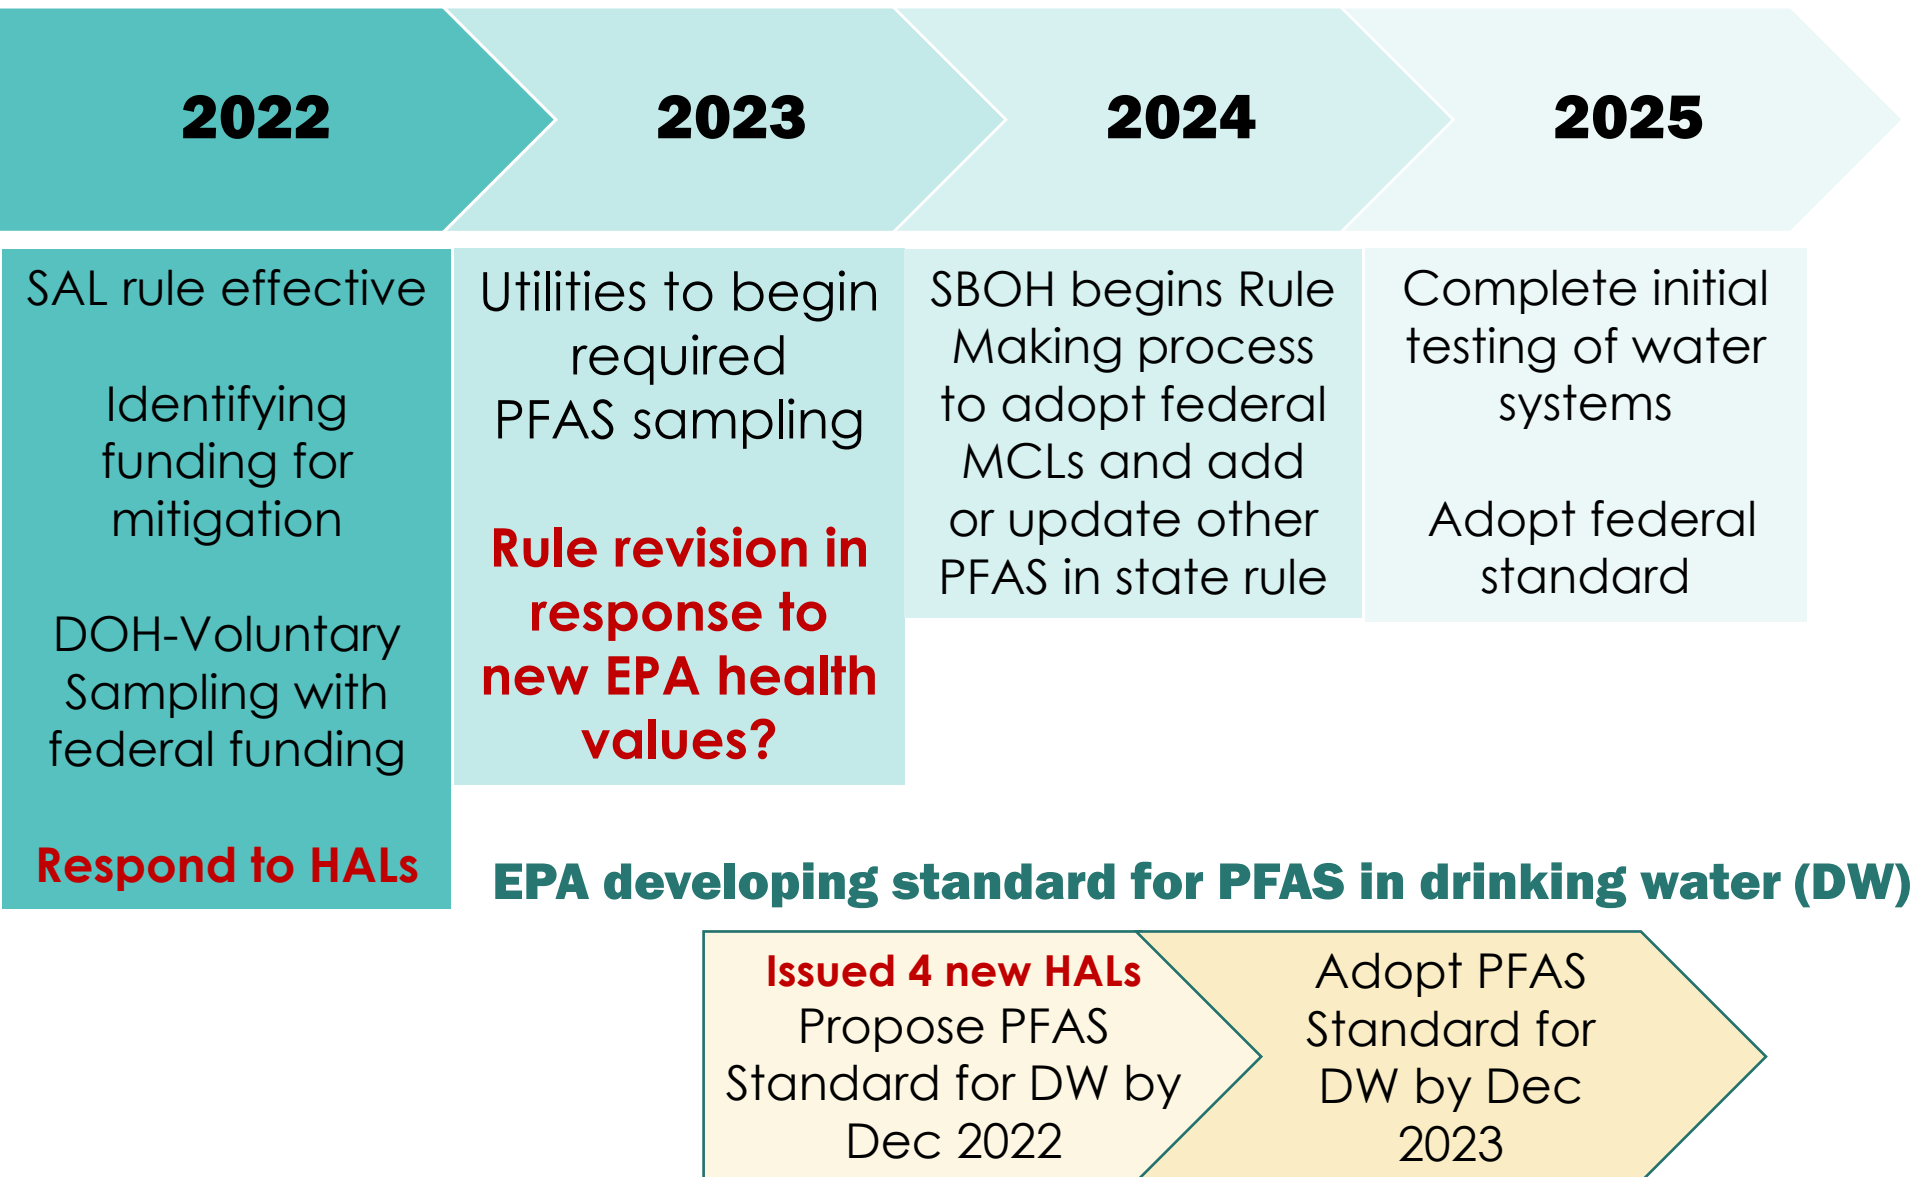 2022
2023
2024
2025
SAL rule effective
Identifying
funding for
mitigation
DOH-Voluntary
Sampling with
federal funding
Respond to HALs
Utilities to begin
required
PFAS sampling
Rule revision in
response to
new EPA health
values?
SBOH begins Rule
Making process
to adopt federal
MCLs and add
or update other
PFAS in state rule
Complete initial
testing of water
systems
Adopt federal
standard
EPA developing standard for PFAS in drinking water (DW)
Issued 4 new HALs
Propose PFAS
Standard for DW by
Dec 2022
Adopt PFAS
Standard for
DW by Dec
2023